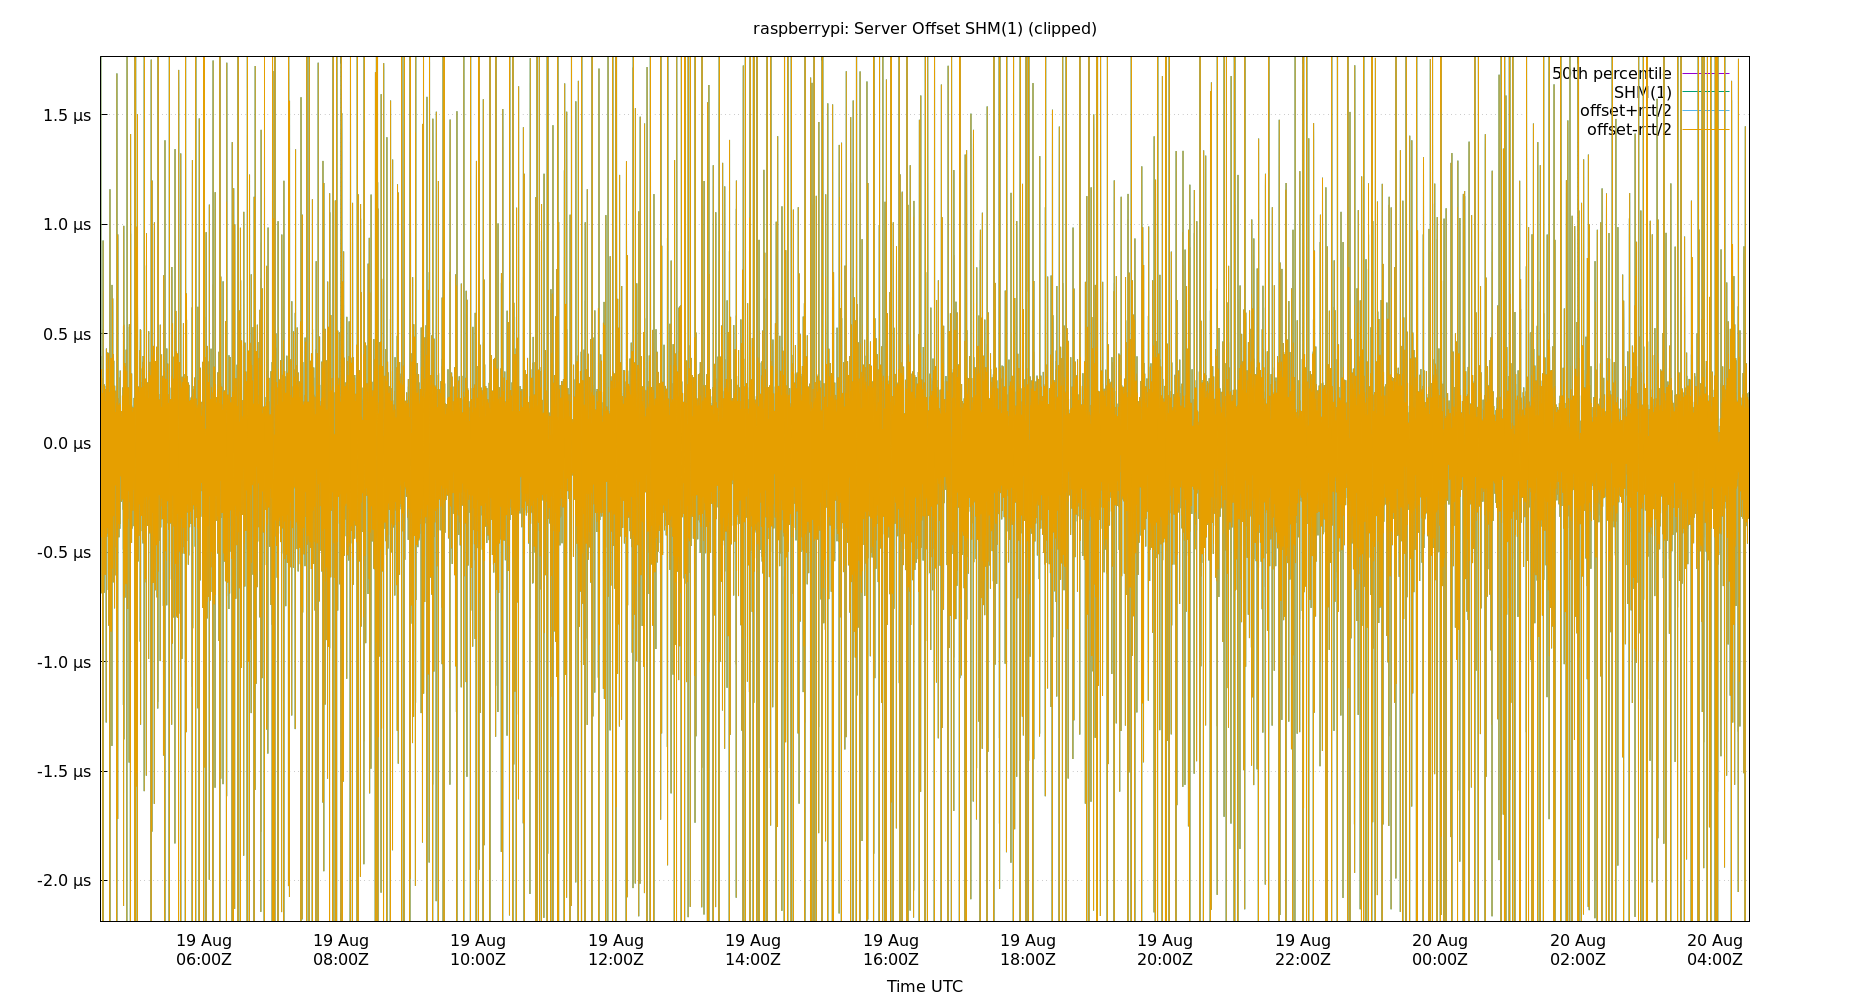 raspberrypi: Server Offset SHM(1) (clipped)
50th percentile
SHM(1)
offset+rtt/2
offset-rtt/2
1.5 µs
1.0 µs
0.5 µs
0.0 µs
-0.5 µs
-1.0 µs
-1.5 µs
-2.0 µs
19 Aug 19 Aug 19 Aug 19 Aug 19 Aug 19 Aug 19 Aug 19 Aug 19 Aug 20 Aug 20 Aug 20 Aug
06:00Z 08:00Z 10:00Z 12:00Z 14:00Z 16:00Z 18:00Z 20:00Z 22:00Z 00:00Z 02:00Z 04:00Z
Time UTC